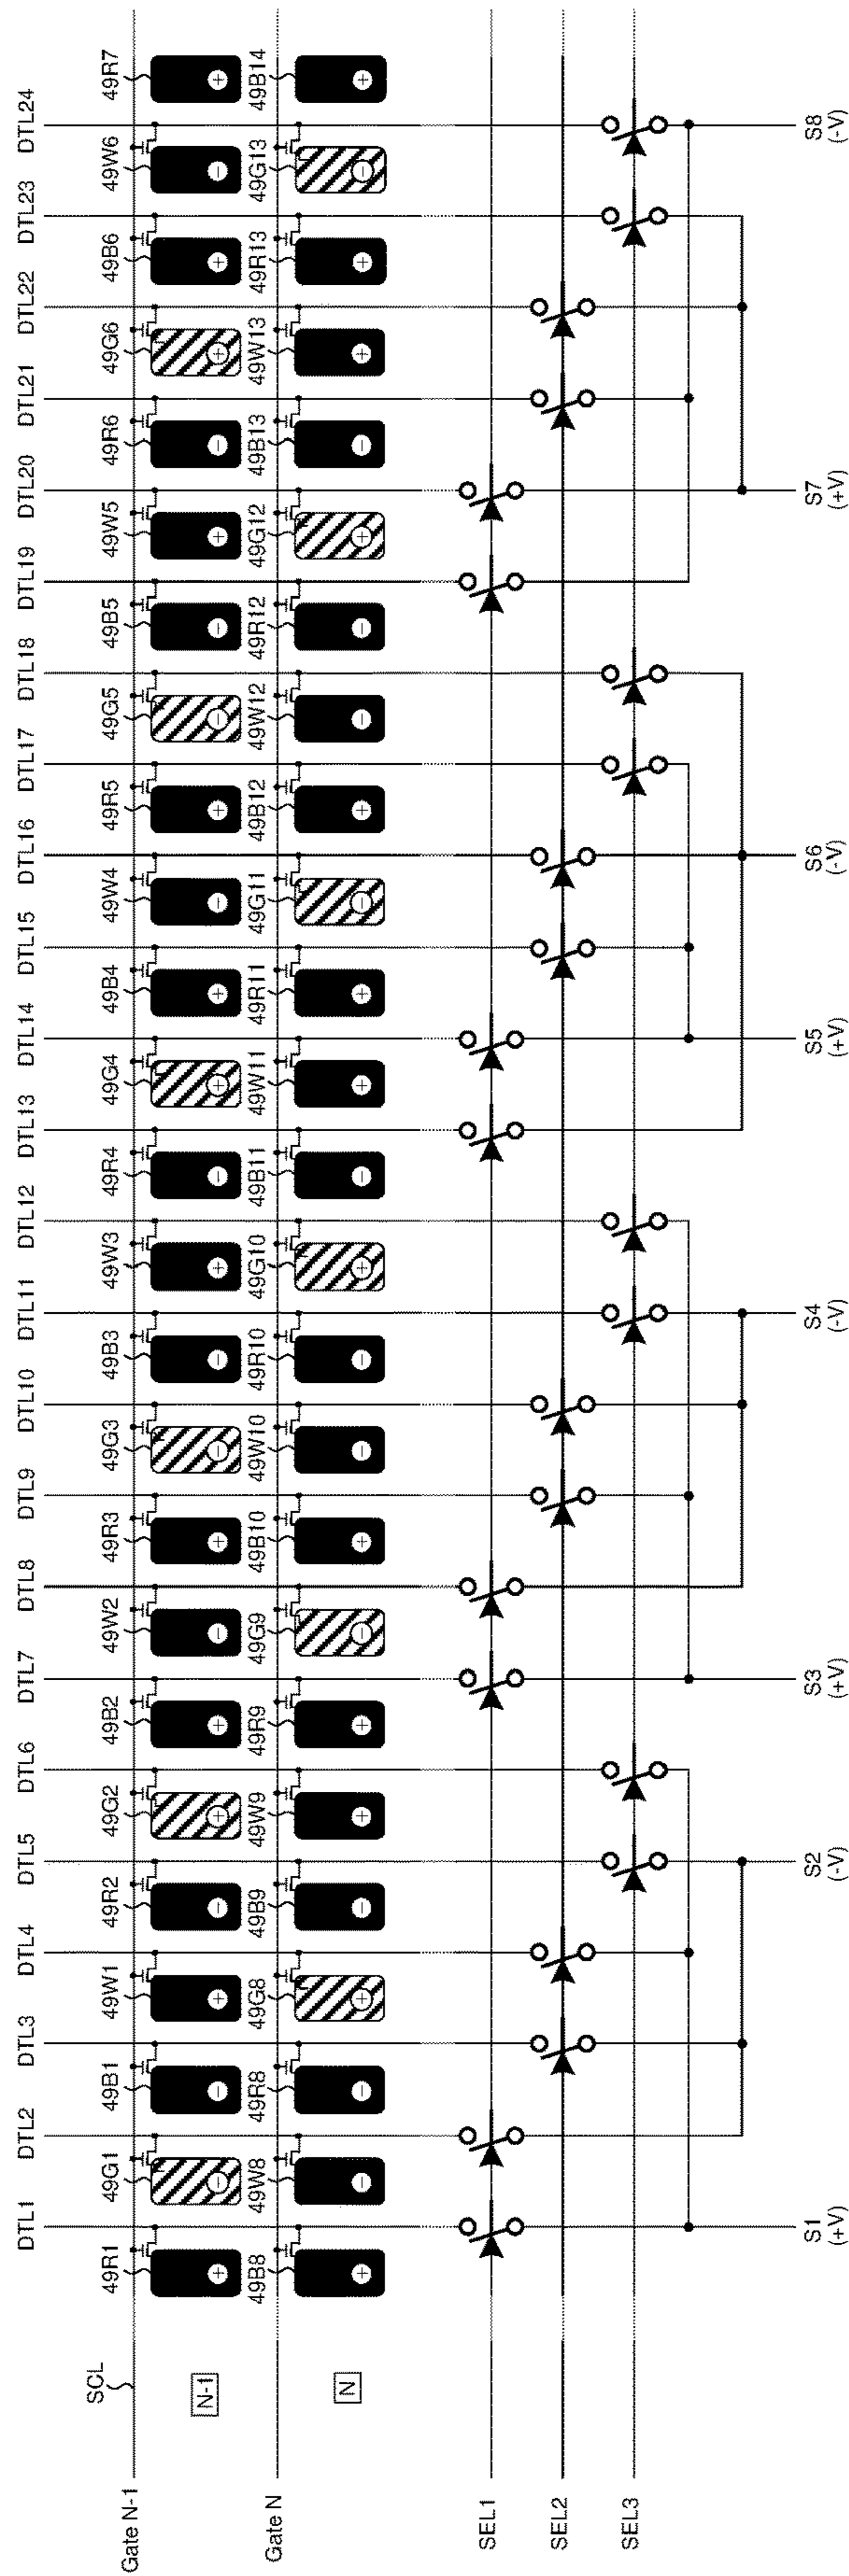 DTL1 DTL2 DTL3 DTL4 DTL5 DTL6 DTL7 DTL8 DTL9 DTL10 DTL11 DTL12 DTL13 DTL14 DTL15 DTL16 DTL17 DTL18 DTL19 DTL20 DTL21 DTL22 DTL23 DTL24
SCL 49R1 49G1 49B1 49W1 49R2 49G2 49B2 49W2 49R3 49G3 49B3 49W3 49R4 49G4 49B4 49W4 49R5 49G5 49B5 49W5 49R6 49G6 49B6 49W6 49R7
Gate N-1
N-1 + - - + - + + - + - - + - + + - + - - + - + + - +
49B8 49W8 49R8 49G8 49B9 49W9 49R9 49G9 49B10 49W10 49R10 49G10 49B11 49W11 49R11 49G11 49B12 49W12 49R12 49G12 49B13 49W13 49R13 49G13 49B14
Gate N
N + - - + - + + - + - - + - + + - + - - + - + + - +
SEL1
SEL2
SEL3
S1 S2 S3 S4 S5 S6 S7 S8
(+V) (-V) (+V) (-V) (+V) (-V) (+V) (-V)